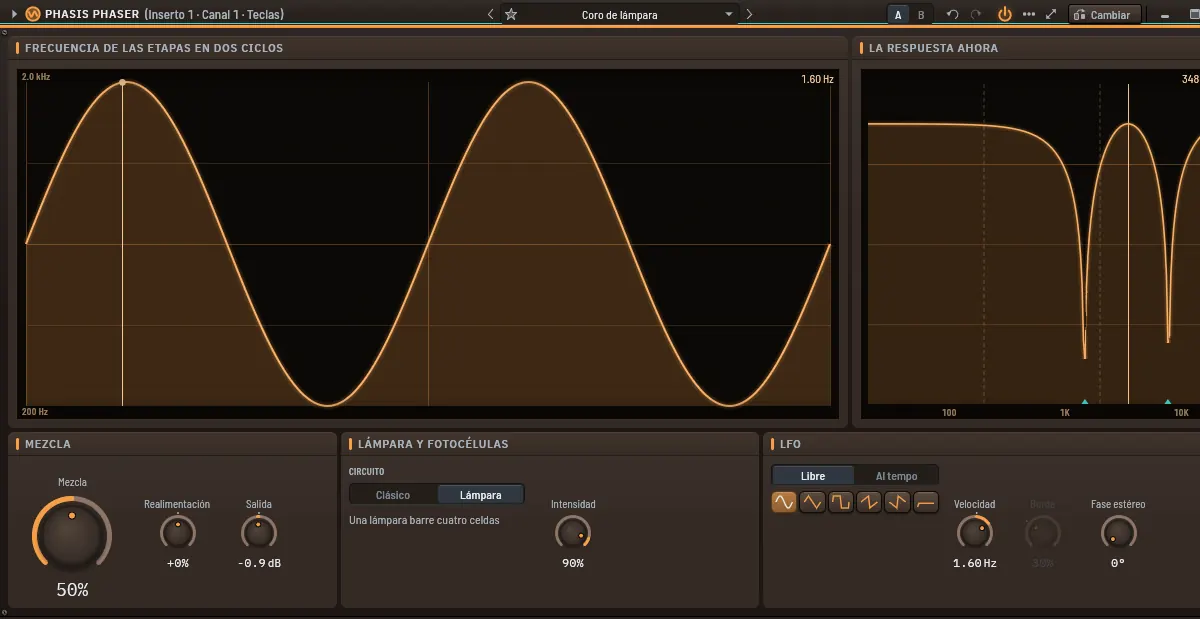 PHASIS PHASER (Inserto 1 · Canal 1 · Teclas)
Coro de lámpara
A B
Cambiar
FRECUENCIA DE LAS ETAPAS EN DOS CICLOS
2.0 kHz
1.60 Hz
200 Hz
LA RESPUESTA AHORA
348
100 1K 10K
MEZCLA
Mezcla
50%
Realimentación
+0%
Salida
-0.9 dB
LÁMPARA Y FOTOCÉLULAS
CIRCUITO
Clásico Lámpara
Una lámpara barre cuatro celdas
Intensidad
90%
LFO
Libre Al tempo
Velocidad
1.60 Hz
Fase estéreo
0°